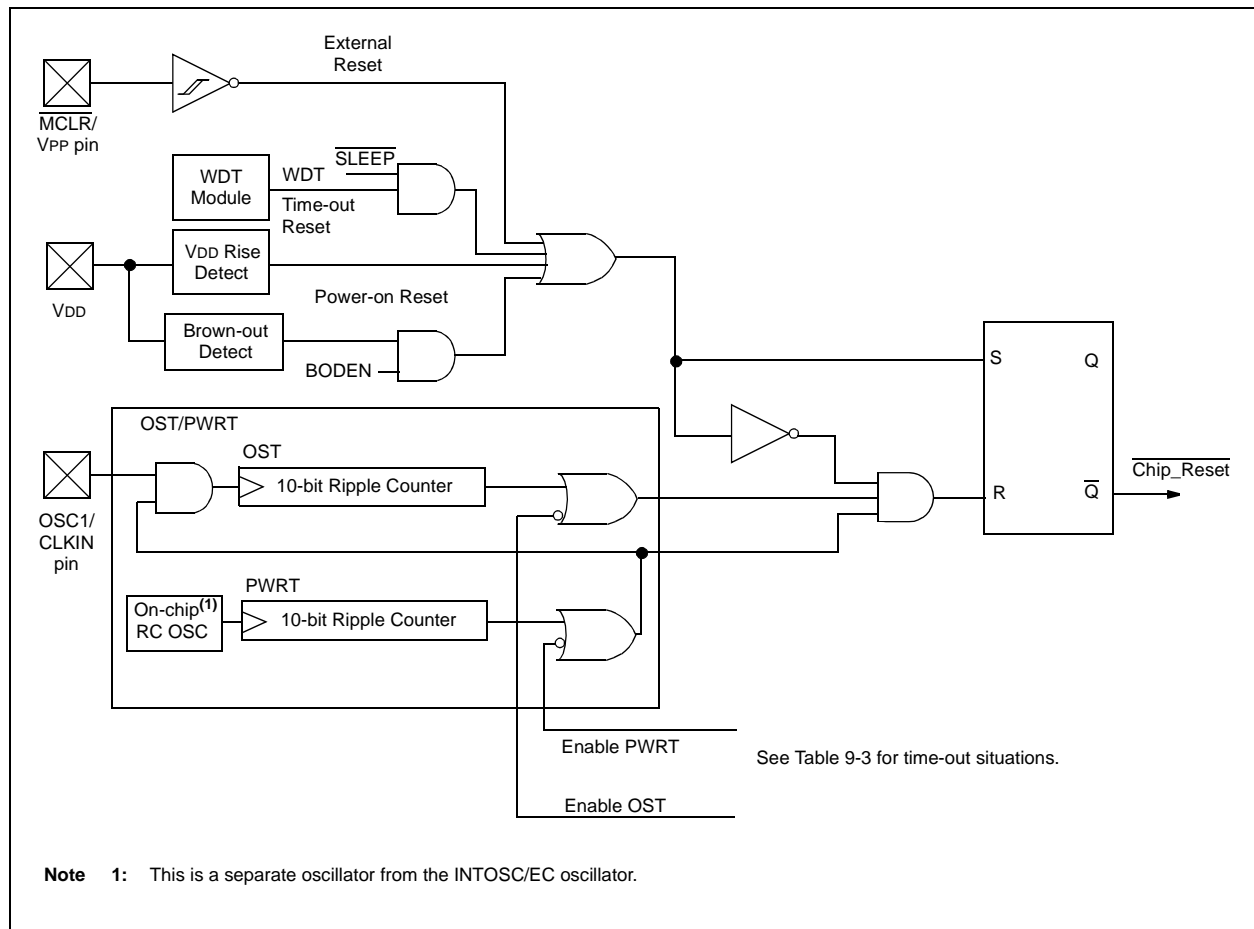 External
Reset
M̅C̅L̅R̅/
VPP pin
S̅L̅E̅E̅P̅
WDT
Module
WDT
Time-out
Reset
VDD
VDD Rise
Detect
Power-on Reset
Brown-out
Detect
BODEN
S
Q
OST/PWRT
OST
10-bit Ripple Counter
C̅h̅i̅p̅_̅R̅e̅s̅e̅t̅
R
Q̅
OSC1/
CLKIN
pin
PWRT
On-chip(1)
RC OSC
10-bit Ripple Counter
Enable PWRT
See Table 9-3 for time-out situations.
Enable OST
Note 1: This is a separate oscillator from the INTOSC/EC oscillator.